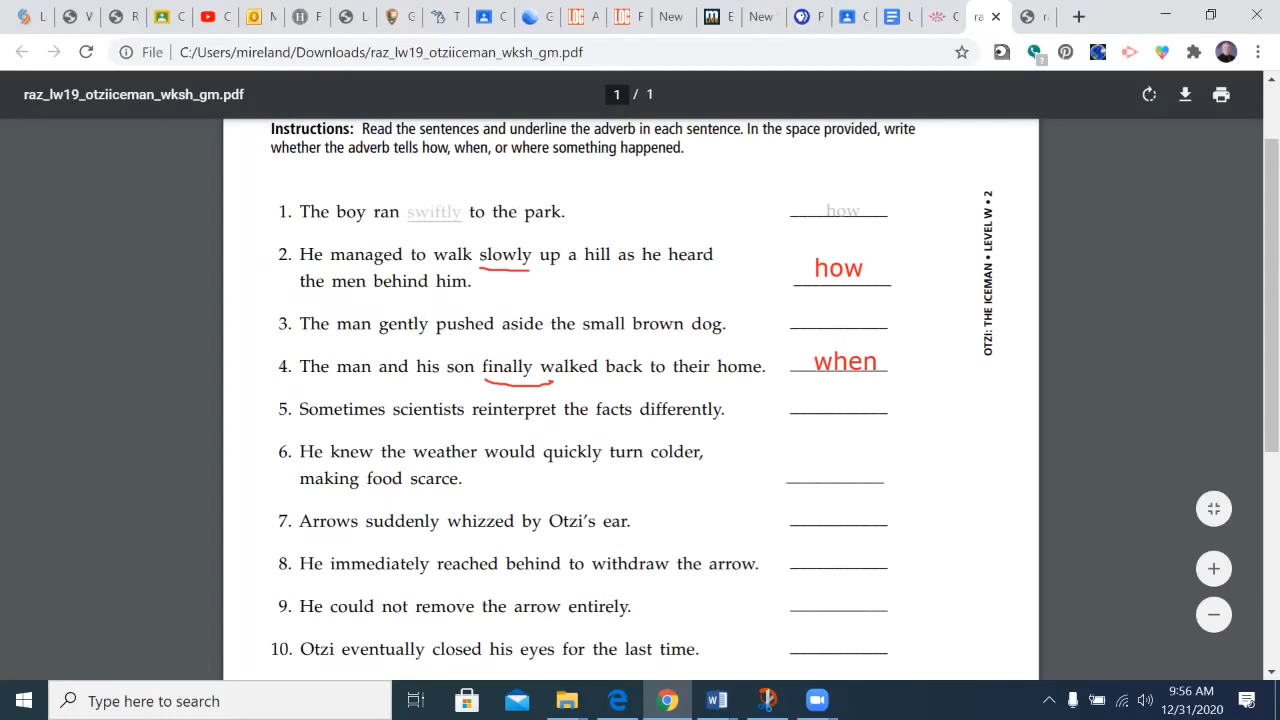 L R C C M H F L G G T C G A F New E New P C L C ra r
File C:/Users/mireland/Downloads/raz_lw19_otziiceman_wksh_gm.pdf ?
raz_lw19_otziiceman_wksh_gm.pdf 1 / 1
Instructions: Read the sentences and underline the adverb in each sentence. In the space provided, write
whether the adverb tells how, when, or where something happened.
1. The boy ran swiftly to the park. how
2. He managed to walk slowly up a hill as he heard
the men behind him. how
3. The man gently pushed aside the small brown dog.
4. The man and his son finally walked back to their home. when
5. Sometimes scientists reinterpret the facts differently.
6. He knew the weather would quickly turn colder,
making food scarce.
7. Arrows suddenly whizzed by Otzi's ear.
8. He immediately reached behind to withdraw the arrow.
9. He could not remove the arrow entirely.
10. Otzi eventually closed his eyes for the last time.
OTZI: THE ICEMAN • LEVEL W • 2
Type here to search
9:56 AM
12/31/2020